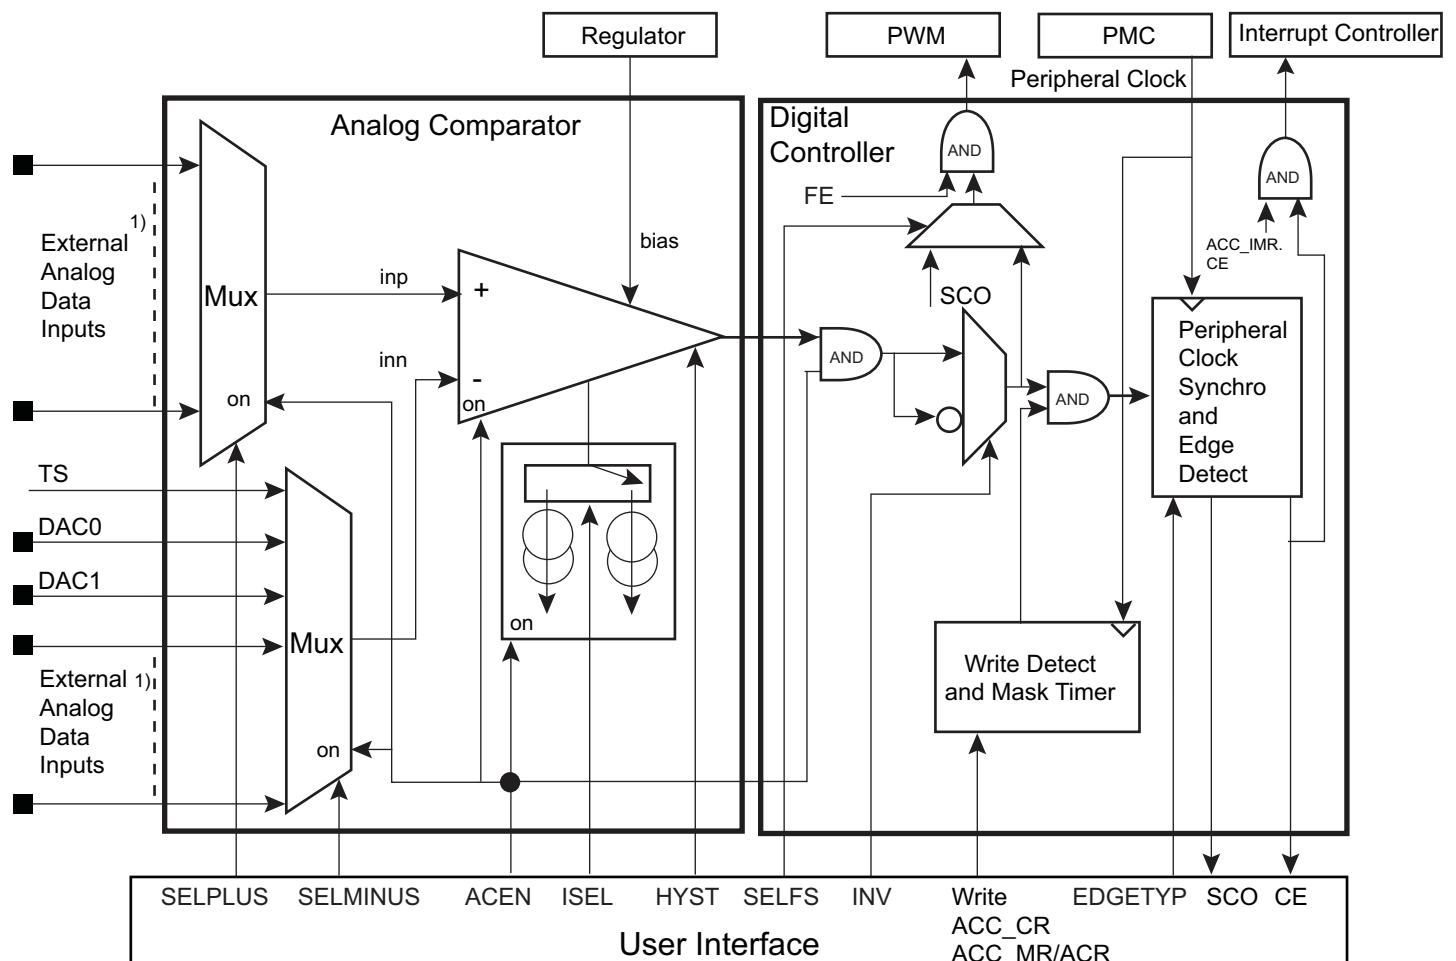 Regulator
PWM
PMC
Interrupt Controller
Peripheral Clock
Analog Comparator
Digital
Controller
AND
AND
FE
ACC_IMR.
CE
SCO
External 1)
Analog
Data
Inputs
Mux
on
inp
inn
+
-
on
bias
AND
AND
Peripheral
Clock
Synchro
and
Edge
Detect
TS
DAC0
DAC1
External 1)
Analog
Data
Inputs
Mux
on
on
Write Detect
and Mask Timer
SELPLUS SELMINUS ACEN ISEL HYST SELFS INV Write EDGETYP SCO CE
ACC_CR
ACC_MR/ACR
User Interface